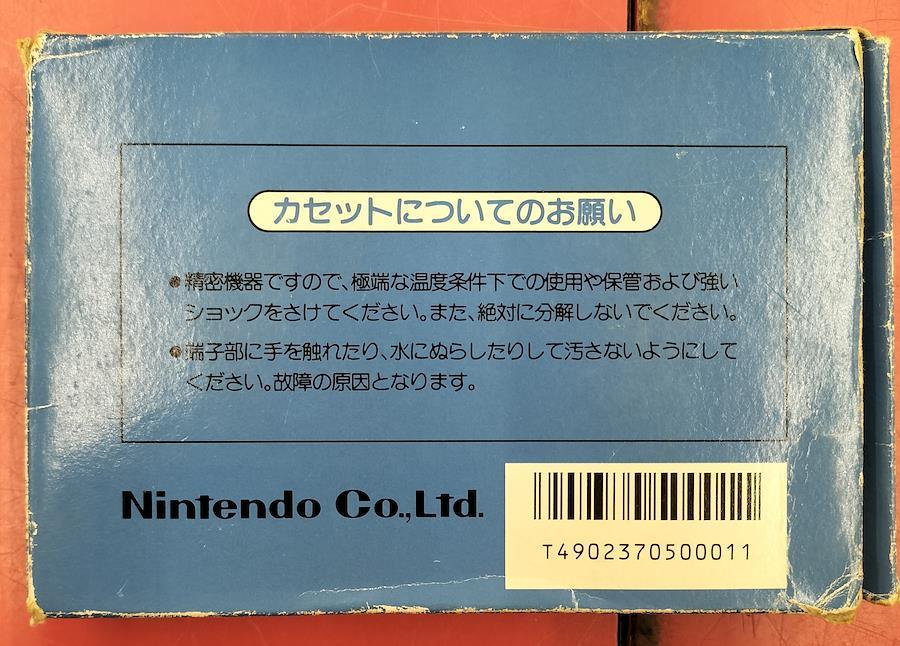 カセットについてのお願い
●精密機器ですので、極端な温度条件下での使用や保管および強い
ショックをさけてください。また、絶対に分解しないでください。
●端子部に手を触れたり、水にぬらしたりして汚さないようにして
ください。故障の原因となります。
Nintendo Co.,Ltd.
T4902370500011